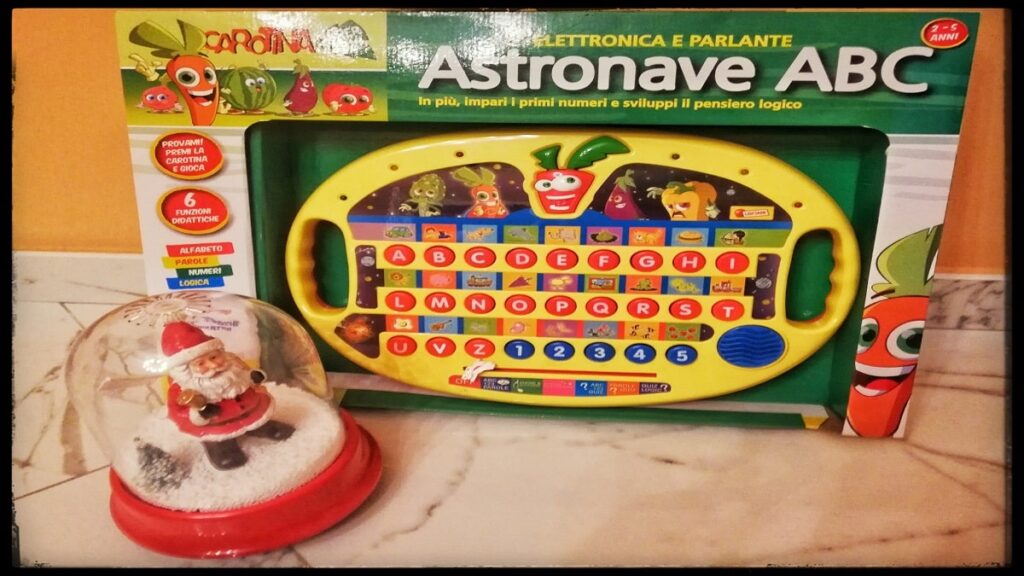 CAROTINA
ELETTRONICA E PARLANTE
2 - 5
ANNI
Astronave ABC
In più, impari i primi numeri e sviluppi il pensiero logico
PROVAMI!
PREMI LA
CAROTINA
E GIOCA
6
FUNZIONI
DIDATTICHE
ALFABETO
PAROLE
NUMERI
LOGICA
A B C D E F G H I
L M N O P Q R S T
U V Z 1 2 3 4 5
QUIZ